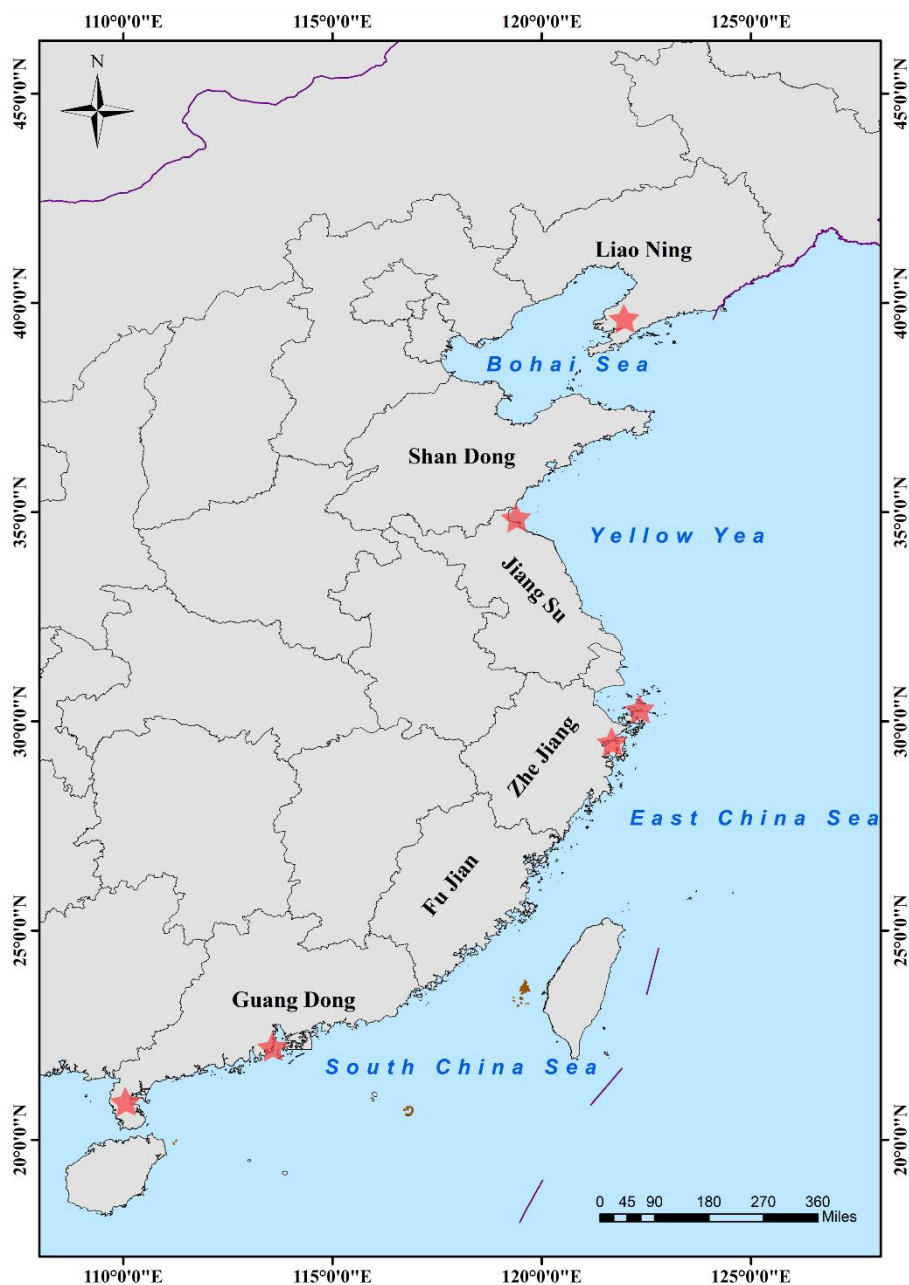 110°0'0"E 115°0'0"E 120°0'0"E 125°0'0"E
N
45°0'0"N 45°0'0"N
Liao Ning
40°0'0"N 40°0'0"N
Bohai Sea
Shan Dong
35°0'0"N 35°0'0"N
Yellow Yea
Jiang Su
30°0'0"N 30°0'0"N
Zhe Jiang
East China Sea
Fu Jian
25°0'0"N 25°0'0"N
Guang Dong
South China Sea
20°0'0"N 20°0'0"N
0 45 90 180 270 360
Miles
110°0'0"E 115°0'0"E 120°0'0"E 125°0'0"E